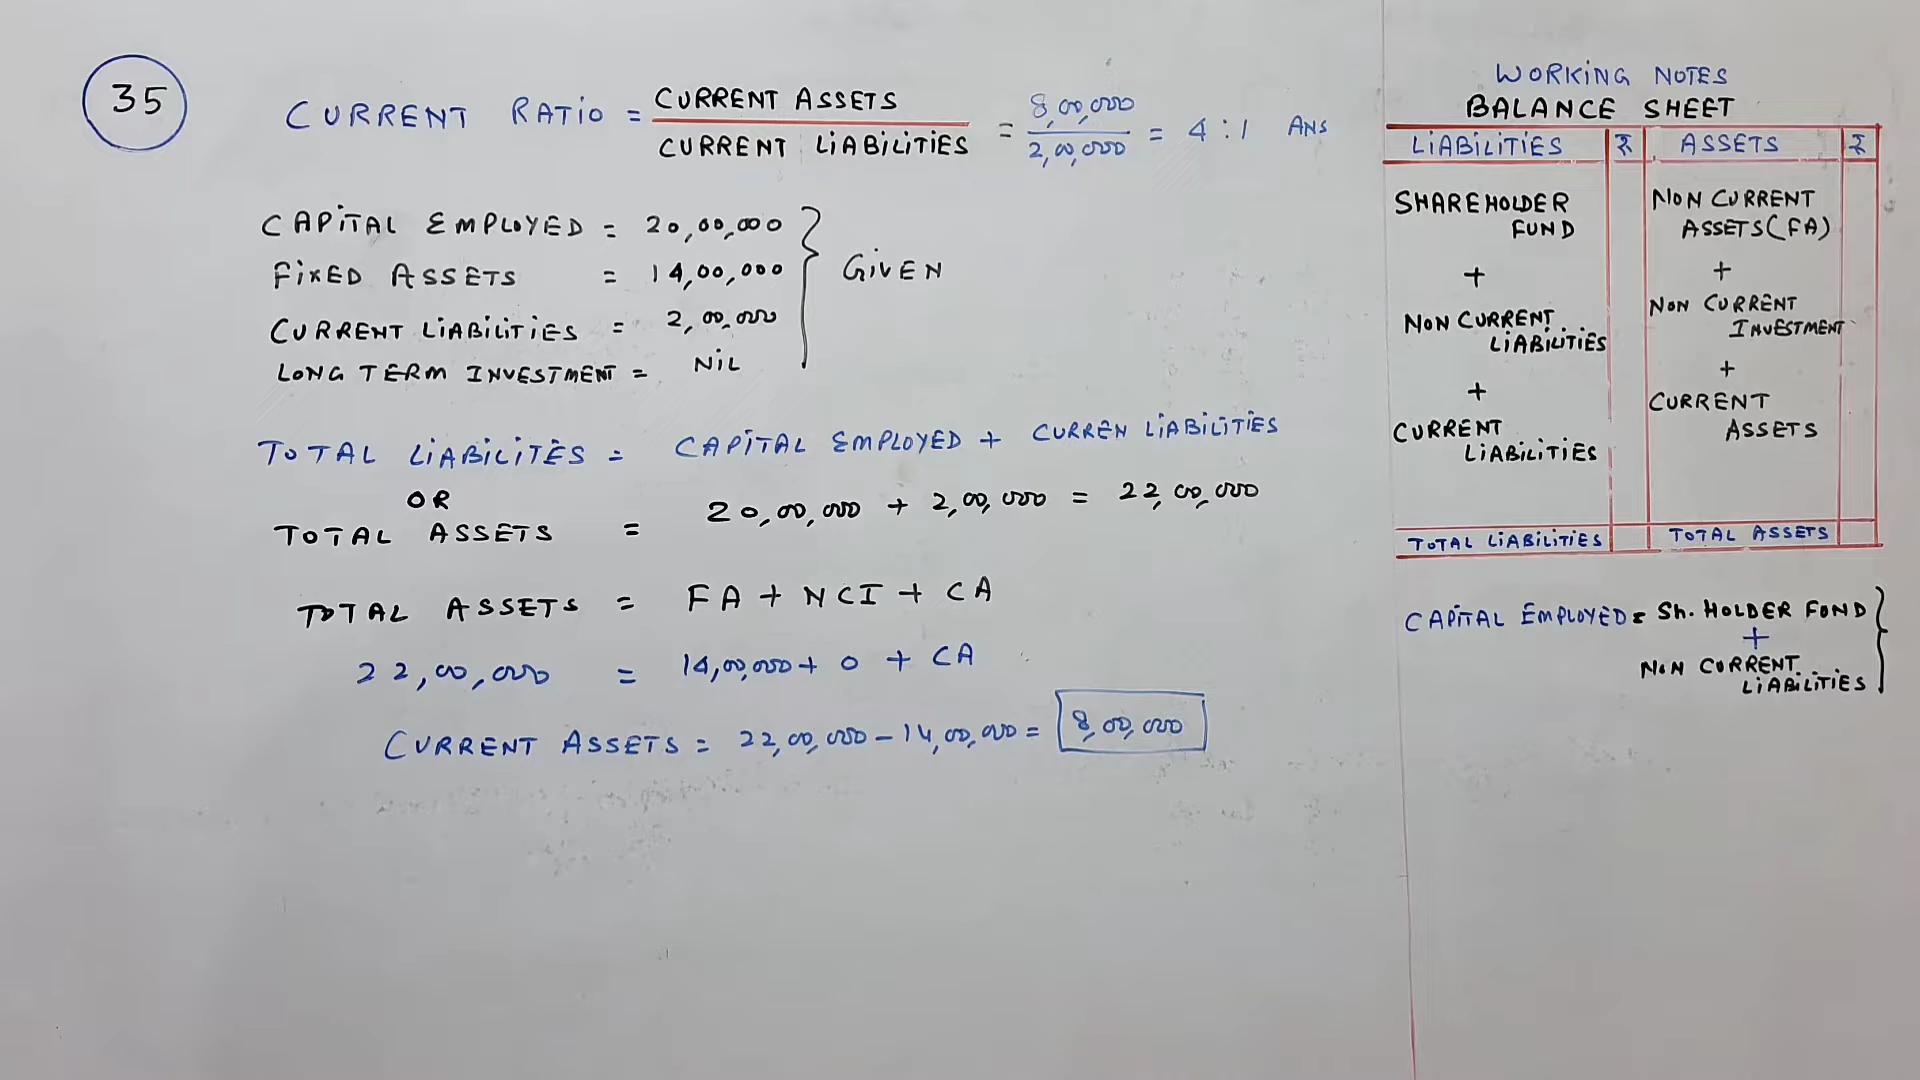 35
CURRENT RATIO = CURRENT ASSETS / CURRENT LIABILITIES = 8,00,000 / 2,00,000 = 4 : 1 ANS
CAPITAL EMPLOYED = 20,00,000
FIXED ASSETS = 14,00,000
CURRENT LIABILITIES = 2,00,000
LONG TERM INVESTMENT = NIL
GIVEN
TOTAL LIABILITES = CAPITAL EMPLOYED + CURREN LIABILITIES
OR
TOTAL ASSETS = 20,00,000 + 2,00,000 = 22,00,000
TOTAL ASSETS = FA + NCI + CA
22,00,000 = 14,00,000 + 0 + CA
CURRENT ASSETS = 22,00,000 - 14,00,000 = 8,00,000
WORKING NOTES
BALANCE SHEET
LIABILITIES ₹ ASSETS ₹
SHAREHOLDER
FUND
+
NON CURRENT
LIABILITIES
+
CURRENT
LIABILITIES
NON CURRENT
ASSETS (FA)
+
NON CURRENT
INVESTMENT
+
CURRENT
ASSETS
TOTAL LIABILITIES TOTAL ASSETS
CAPITAL EMPLOYED = Sh. HOLDER FUND
+
NON CURRENT
LIABILITIES